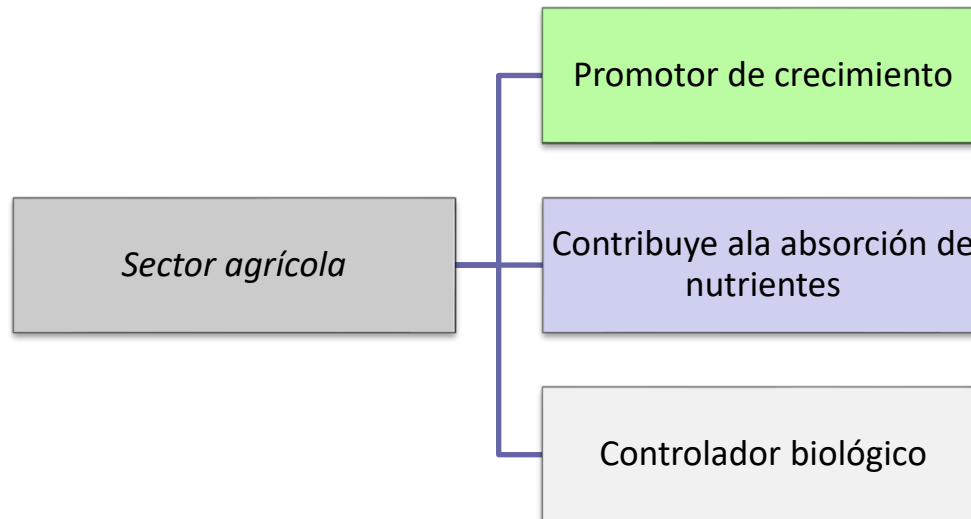 Promotor de crecimiento
Sector agrícola
Contribuye ala absorción de
nutrientes
Controlador biológico